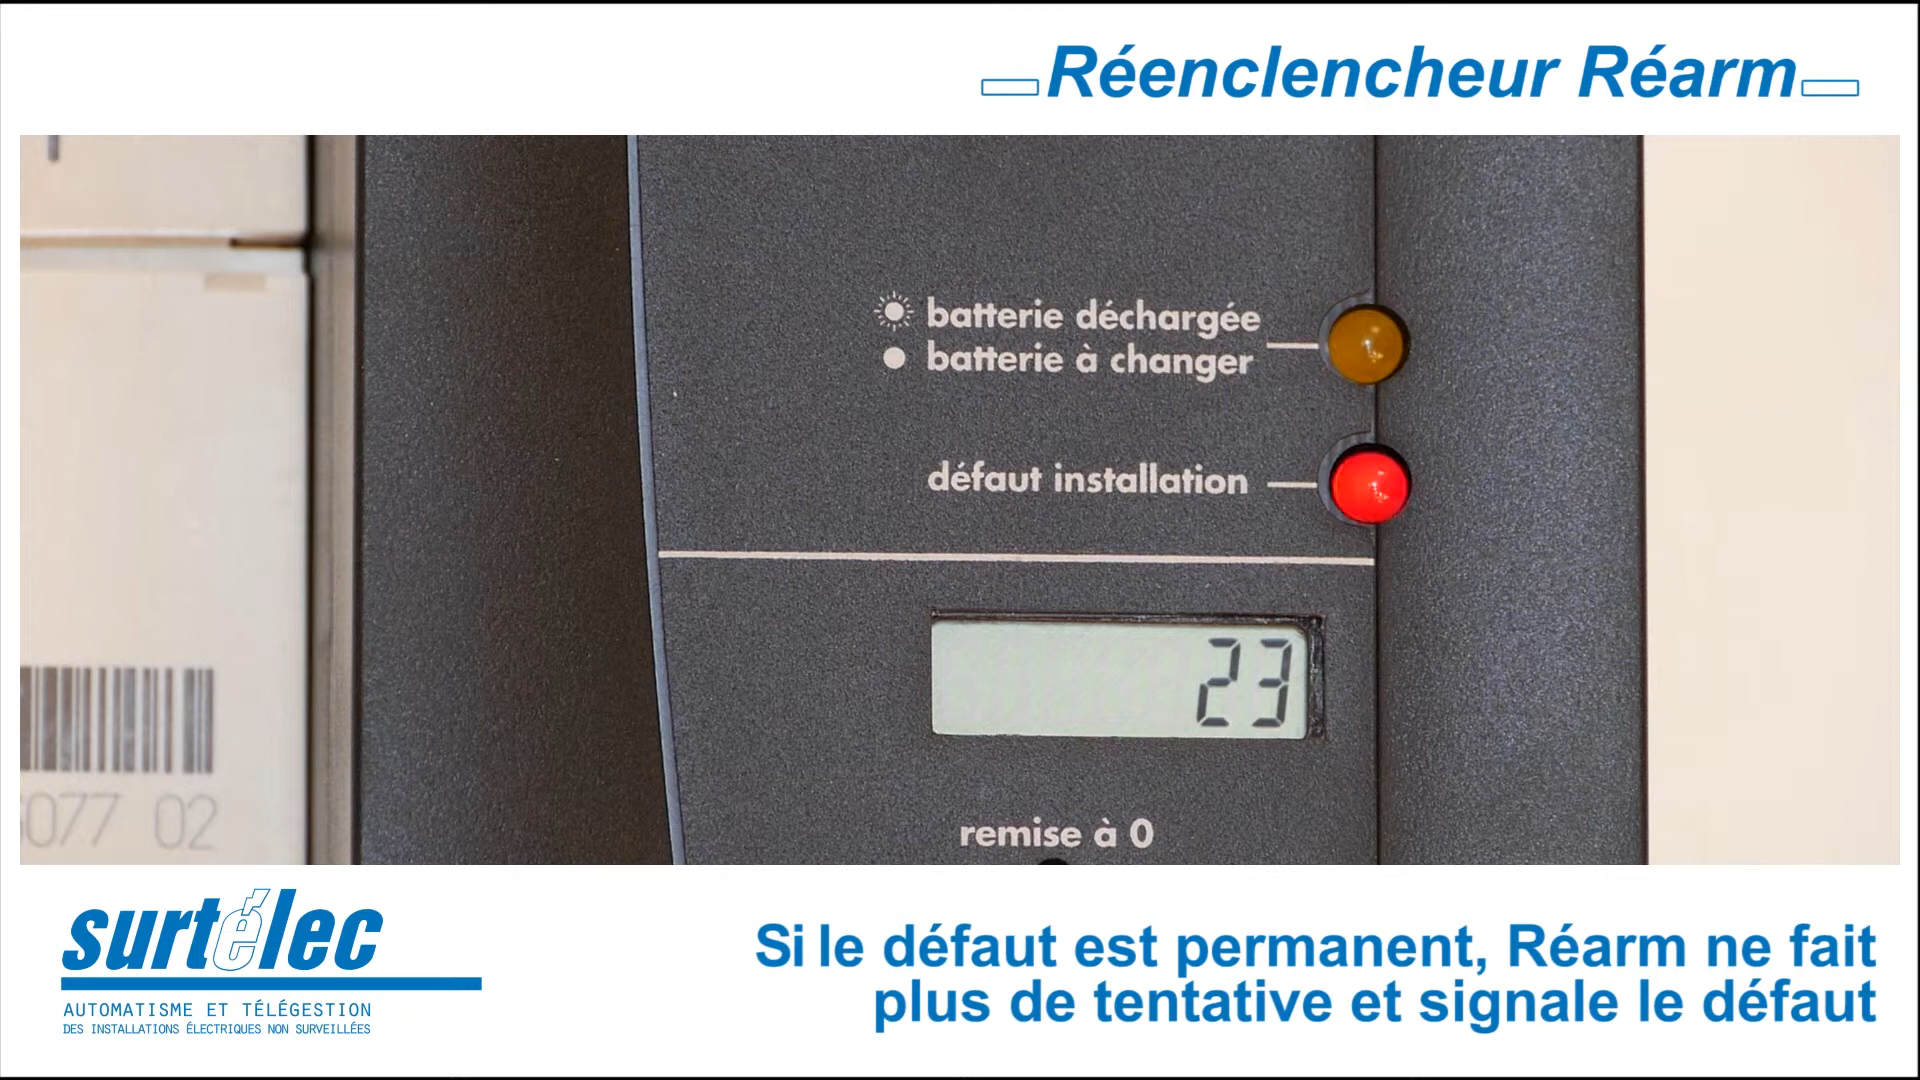 Réenclencheur Réarm
batterie déchargée
batterie à changer
défaut installation
23
remise à 0
077 02
surtélec
AUTOMATISME ET TÉLÉGESTION
DES INSTALLATIONS ÉLECTRIQUES NON SURVEILLÉES
Si le défaut est permanent, Réarm ne fait
plus de tentative et signale le défaut